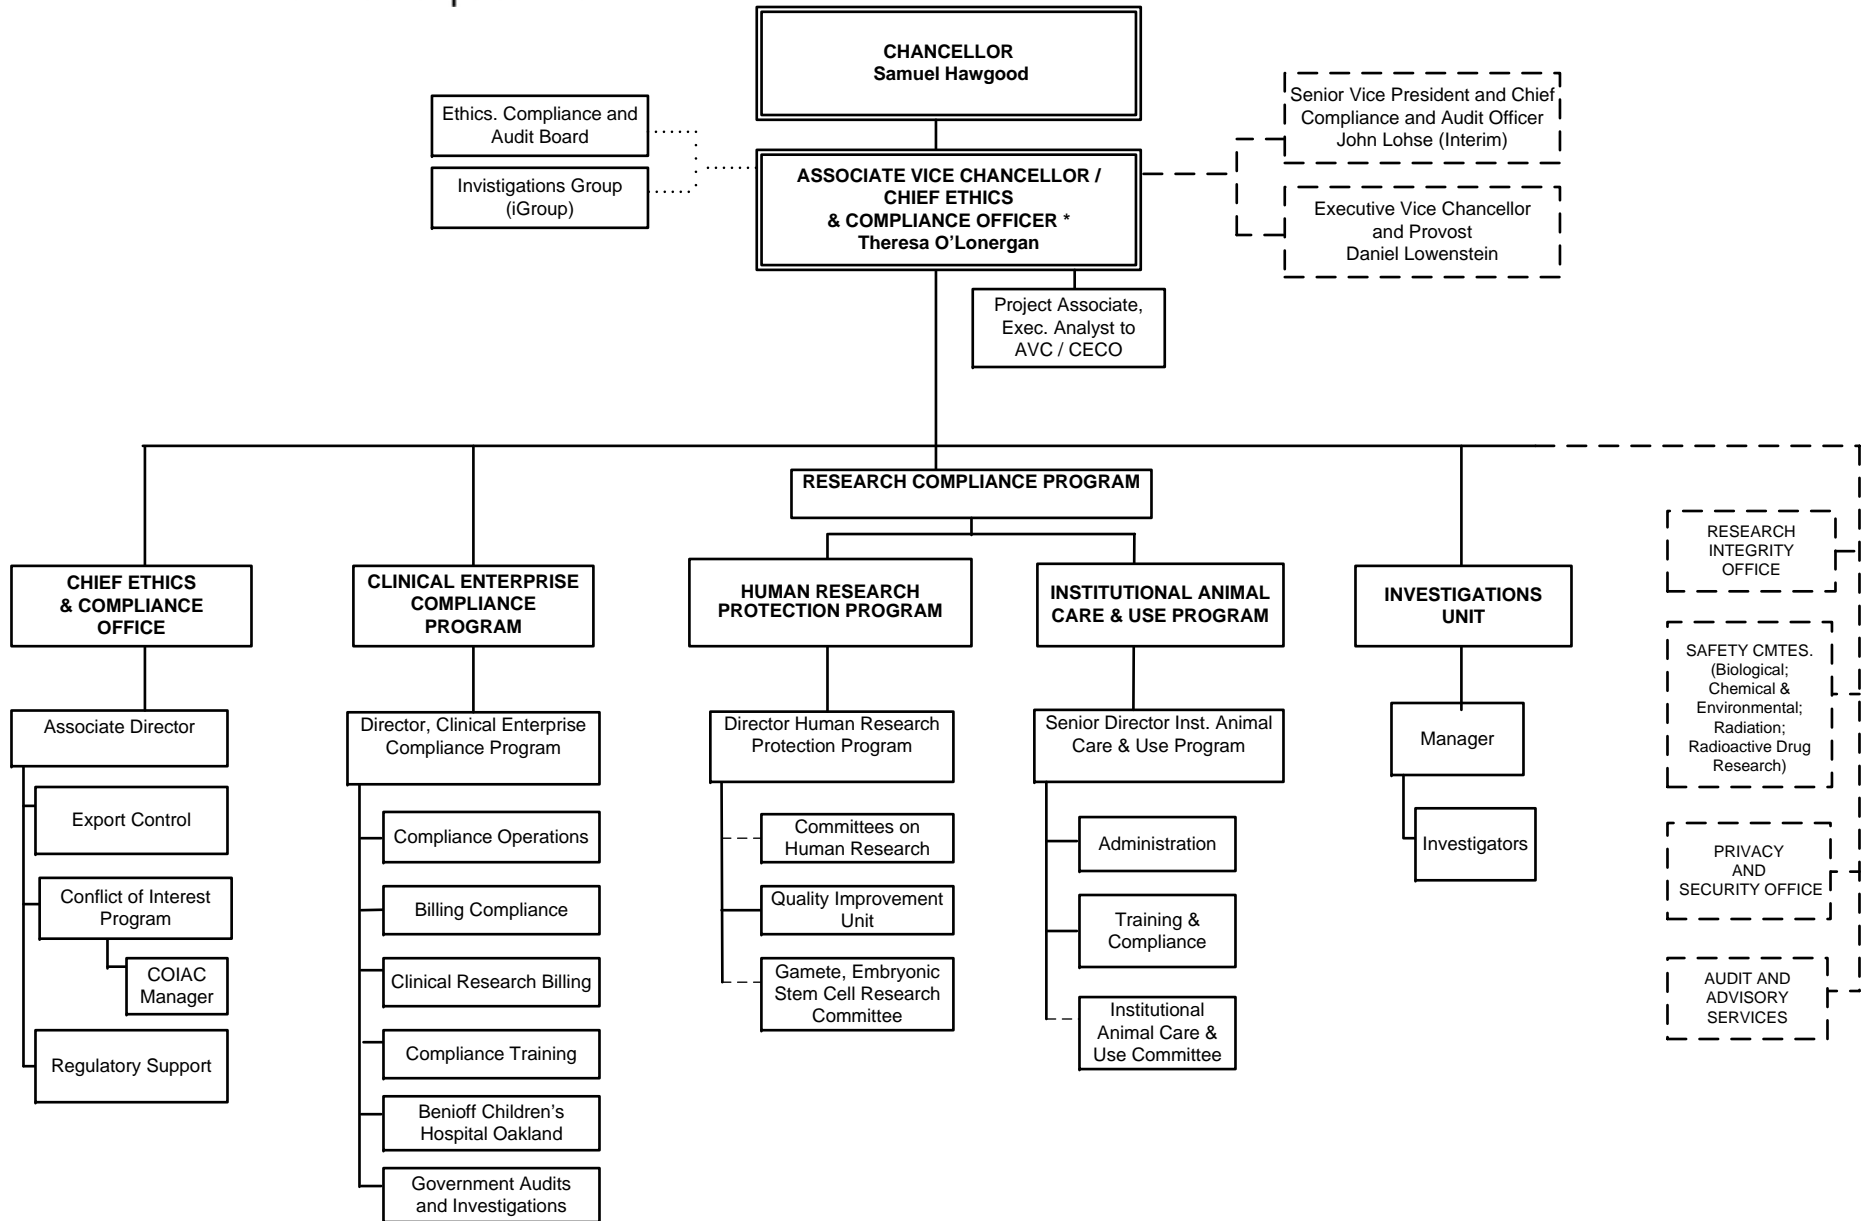 CHANCELLOR
Samuel Hawgood
Ethics. Compliance and
Audit Board
Invistigations Group
(iGroup)
ASSOCIATE VICE CHANCELLOR /
CHIEF ETHICS
& COMPLIANCE OFFICER *
Theresa O'Lonergan
Senior Vice President and Chief
Compliance and Audit Officer
John Lohse (Interim)
Executive Vice Chancellor
and Provost
Daniel Lowenstein
Project Associate,
Exec. Analyst to
AVC / CECO
RESEARCH COMPLIANCE PROGRAM
CHIEF ETHICS
& COMPLIANCE
OFFICE
Associate Director
Export Control
Conflict of Interest
Program
COIAC
Manager
Regulatory Support
CLINICAL ENTERPRISE
COMPLIANCE
PROGRAM
Director, Clinical Enterprise
Compliance Program
Compliance Operations
Billing Compliance
Clinical Research Billing
Compliance Training
Benioff Children's
Hospital Oakland
Government Audits
and Investigations
HUMAN RESEARCH
PROTECTION PROGRAM
Director Human Research
Protection Program
Committees on
Human Research
Quality Improvement
Unit
Gamete, Embryonic
Stem Cell Research
Committee
INSTITUTIONAL ANIMAL
CARE & USE PROGRAM
Senior Director Inst. Animal
Care & Use Program
Administration
Training &
Compliance
Institutional
Animal Care &
Use Committee
INVESTIGATIONS
UNIT
Manager
Investigators
RESEARCH
INTEGRITY
OFFICE
SAFETY CMTES.
(Biological;
Chemical &
Environmental;
Radiation;
Radioactive Drug
Research)
PRIVACY
AND
SECURITY OFFICE
AUDIT AND
ADVISORY
SERVICES